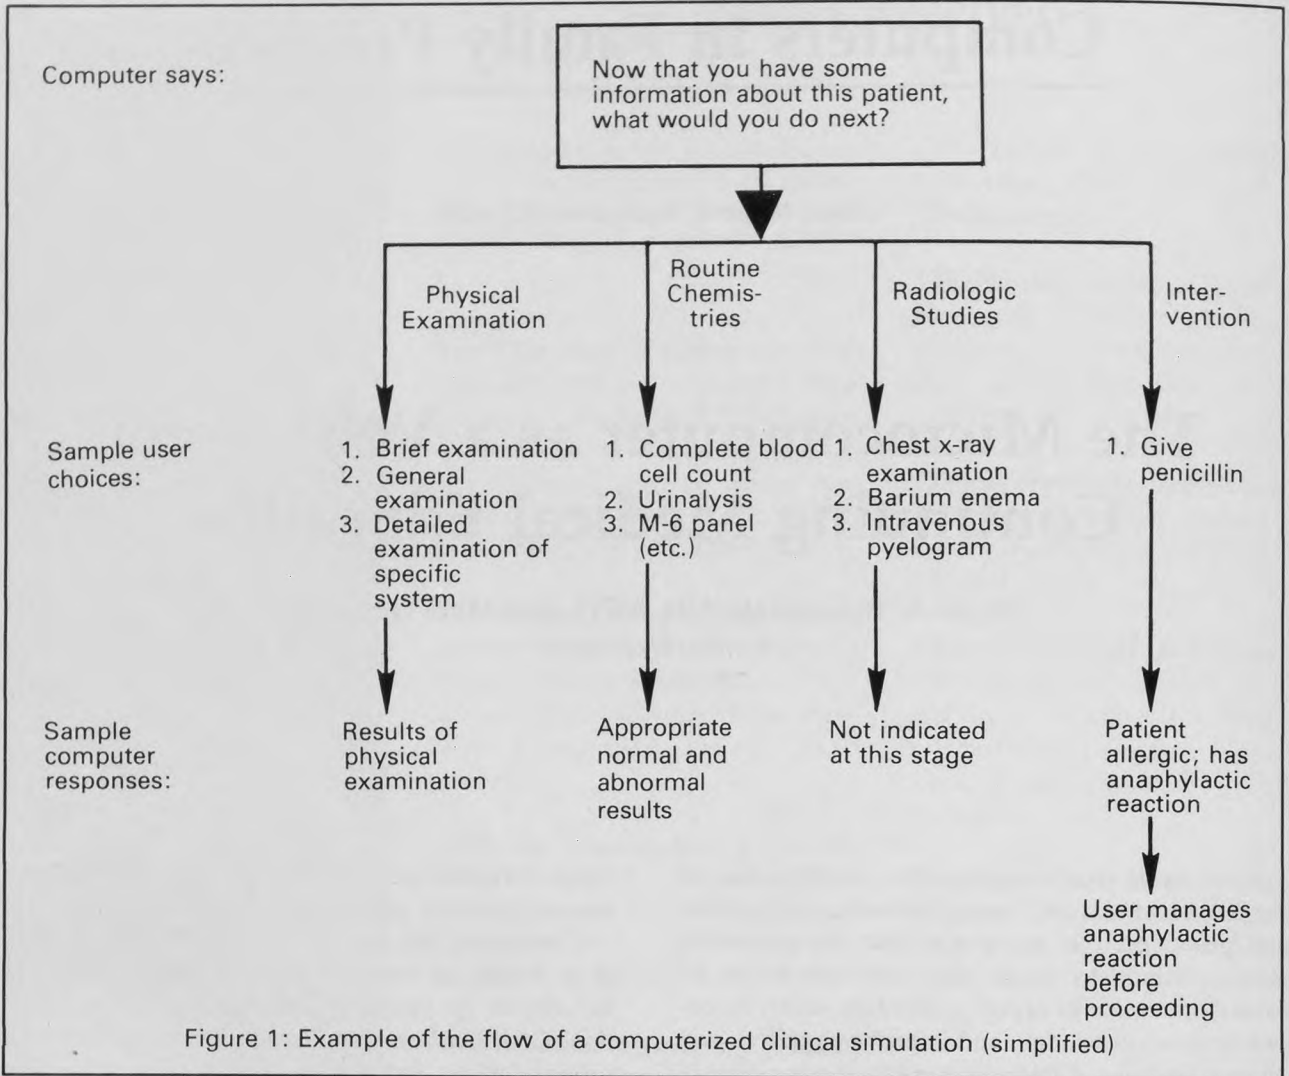 Computer says:
Now that you have some
information about this patient,
what would you do next?
Physical
Examination
Routine
Chemis-
tries
Radiologic
Studies
Inter-
vention
Sample user
choices:
1. Brief examination
2. General
examination
3. Detailed
examination of
specific
system
1. Complete blood
cell count
2. Urinalysis
3. M-6 panel
(etc.)
1. Chest x-ray
examination
2. Barium enema
3. Intravenous
pyelogram
1. Give
penicillin
Sample
computer
responses:
Results of
physical
examination
Appropriate
normal and
abnormal
results
Not indicated
at this stage
Patient
allergic; has
anaphylactic
reaction
User manages
anaphylactic
reaction
before
proceeding
Figure 1: Example of the flow of a computerized clinical simulation (simplified)